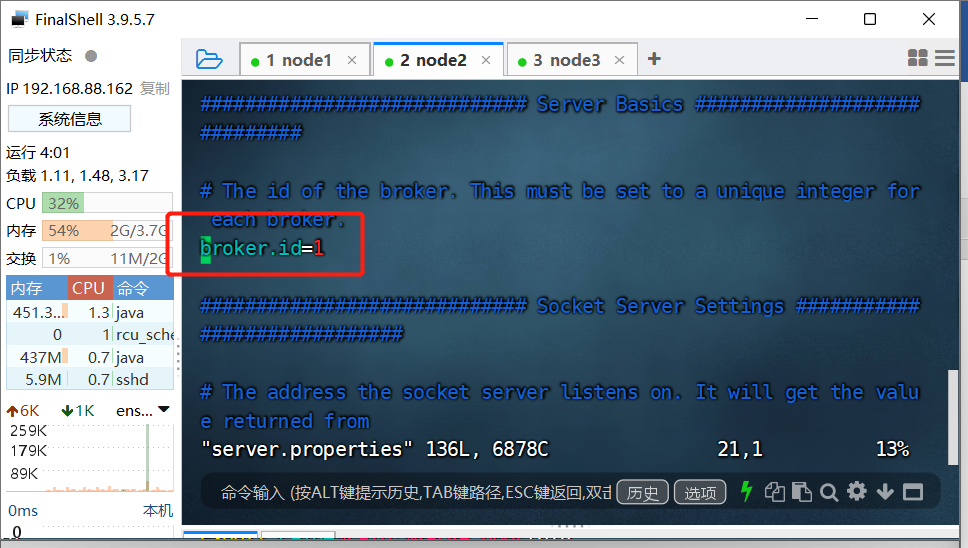 FinalShell 3.9.5.7
同步状态
IP 192.168.88.162 复制
系统信息
运行 4:01
负载 1.11, 1.48, 3.17
CPU 32%
内存 54% 2G/3.7G
交换 1% 11M/2G
内存 CPU 命令
451.3... 1.3 java
0 1 rcu_sche
437M 0.7 java
5.9M 0.7 sshd
6K 1K ens...
259K
179K
89K
0ms 本机
0
1 node1 ×
2 node2 ×
3 node3 ×
+
############################# Server Basics ####################
#########
# The id of the broker. This must be set to a unique integer for
each broker.
broker.id=1
############################# Socket Server Settings ###########
##################
# The address the socket server listens on. It will get the valu
e returned from
"server.properties" 136L, 6878C 21,1 13%
命令输入 (按ALT键提示历史,TAB键路径,ESC键返回,双击 历史 选项